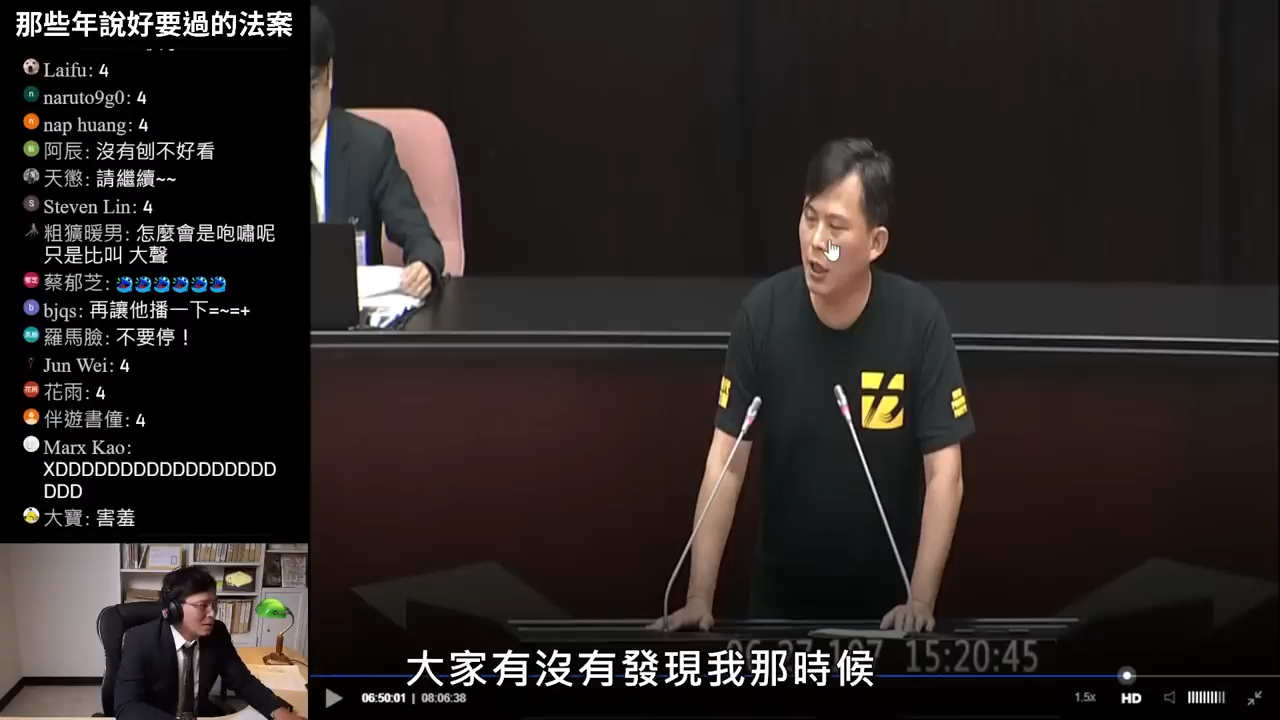 那些年說好要過的法案
Laifu: 4
naruto9g0: 4
nap huang: 4
阿辰: 沒有刨不好看
天懲: 請繼續~~
Steven Lin: 4
粗獷暖男: 怎麼會是咆嘯呢
只是比叫 大聲
蔡郁芝:
bjqs: 再讓他播一下=~=+
羅馬臉: 不要停！
Jun Wei: 4
花雨: 4
伴遊書僮: 4
Marx Kao:
XDDDDDDDDDDDDDDDDD
DDD
大寶: 害羞
15:20:45
大家有沒有發現我那時候
06:50:01 | 08:06:38
1.5x HD